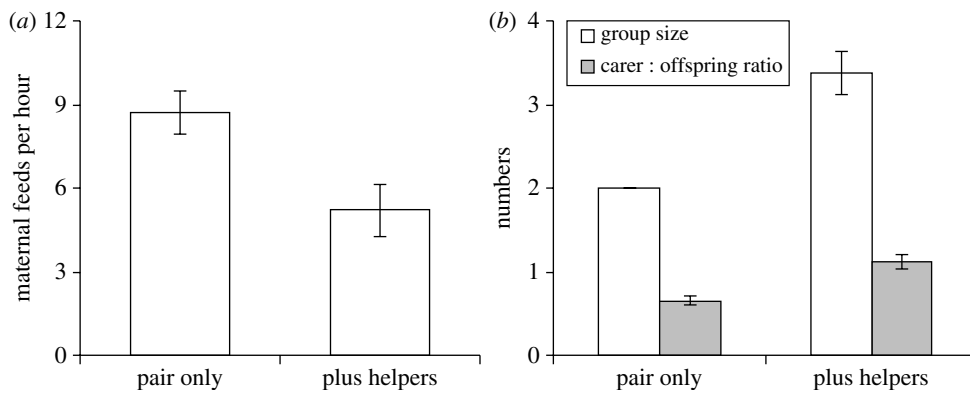 (a)
12
9
6
3
0
maternal feeds per hour
pair only
plus helpers
(b)
group size
carer : offspring ratio
4
3
2
1
0
numbers
pair only
plus helpers